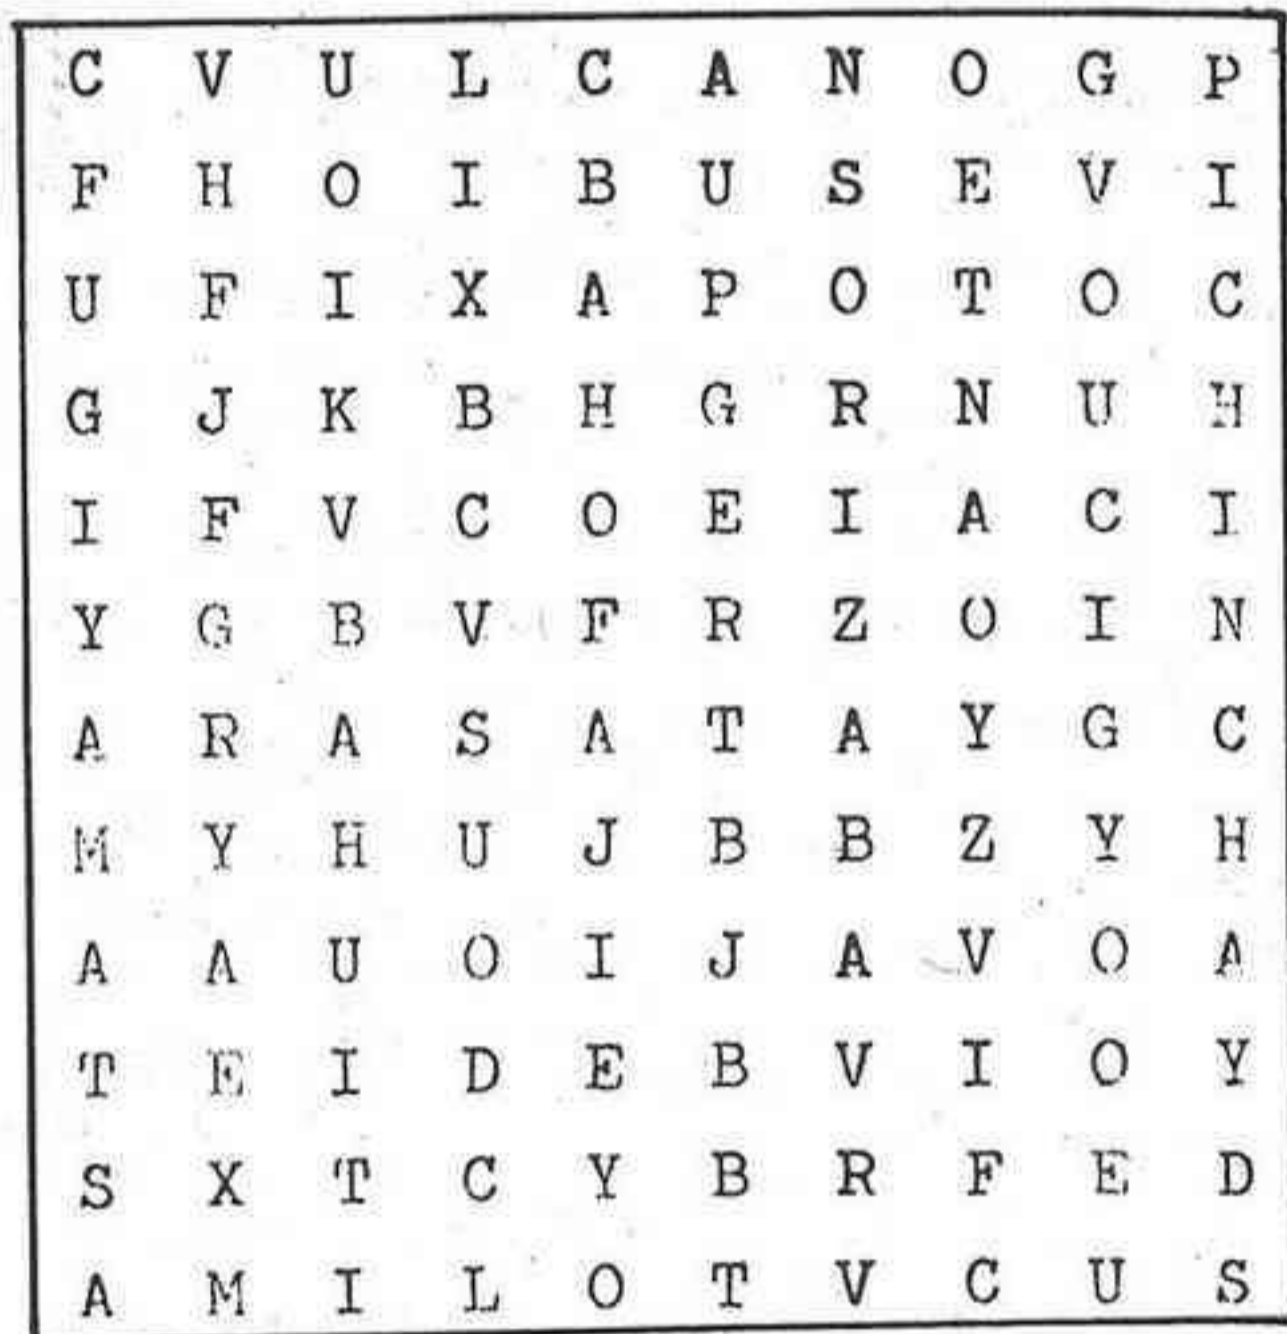 C V U L C A N O G P
F H O I B U S E V I
U F I X A P O T O C
G J K B H G R N U H
I F V C O E I A C I
Y G B V F R Z O I N
A R A S A T A Y G C
M Y H U J B B Z Y H
A A U O I J A V O A
T E I D E B V I O Y
S X T C Y B R F E D
A M I L O T V C U S